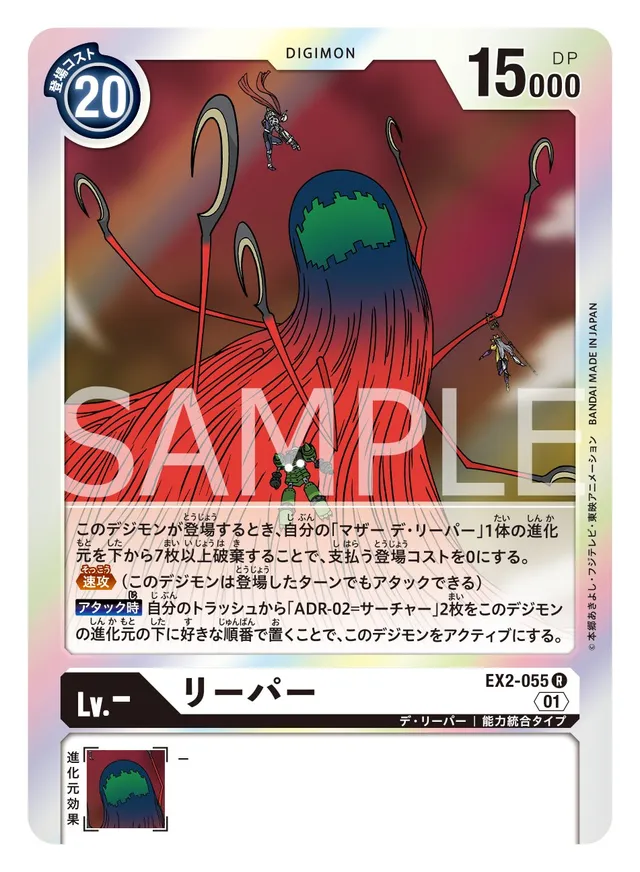 登場コスト
20
DIGIMON
15000
DP
SAMPLE
このデジモンが登場するとき、自分の「マザー デ・リーパー」1体の進化
元を下から7枚以上破棄することで、支払う登場コストを0にする。
速攻 (このデジモンは登場したターンでもアタックできる)
アタック時 自分のトラッシュから「ADR-02=サーチャー」2枚をこのデジモン
の進化元の下に好きな順番で置くことで、このデジモンをアクティブにする。
©本郷あきよし・フジテレビ・東映アニメーション BANDAI MADE IN JAPAN
Lv.-
リーパー
EX2-055 R
01
デ・リーパー | 能力統合タイプ
進化元効果
-